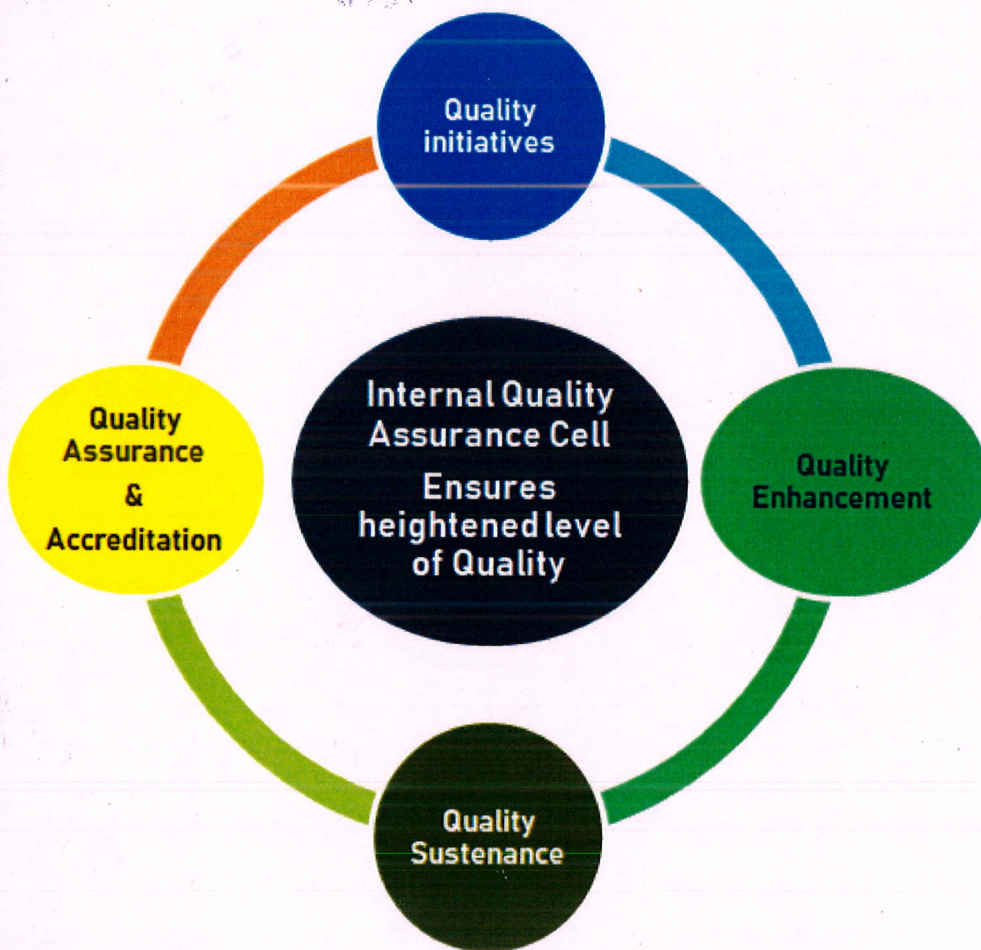 Quality
initiatives
Internal Quality
Assurance Cell
Ensures
heightened level
of Quality
Quality
Assurance
&
Accreditation
Quality
Enhancement
Quality
Sustenance